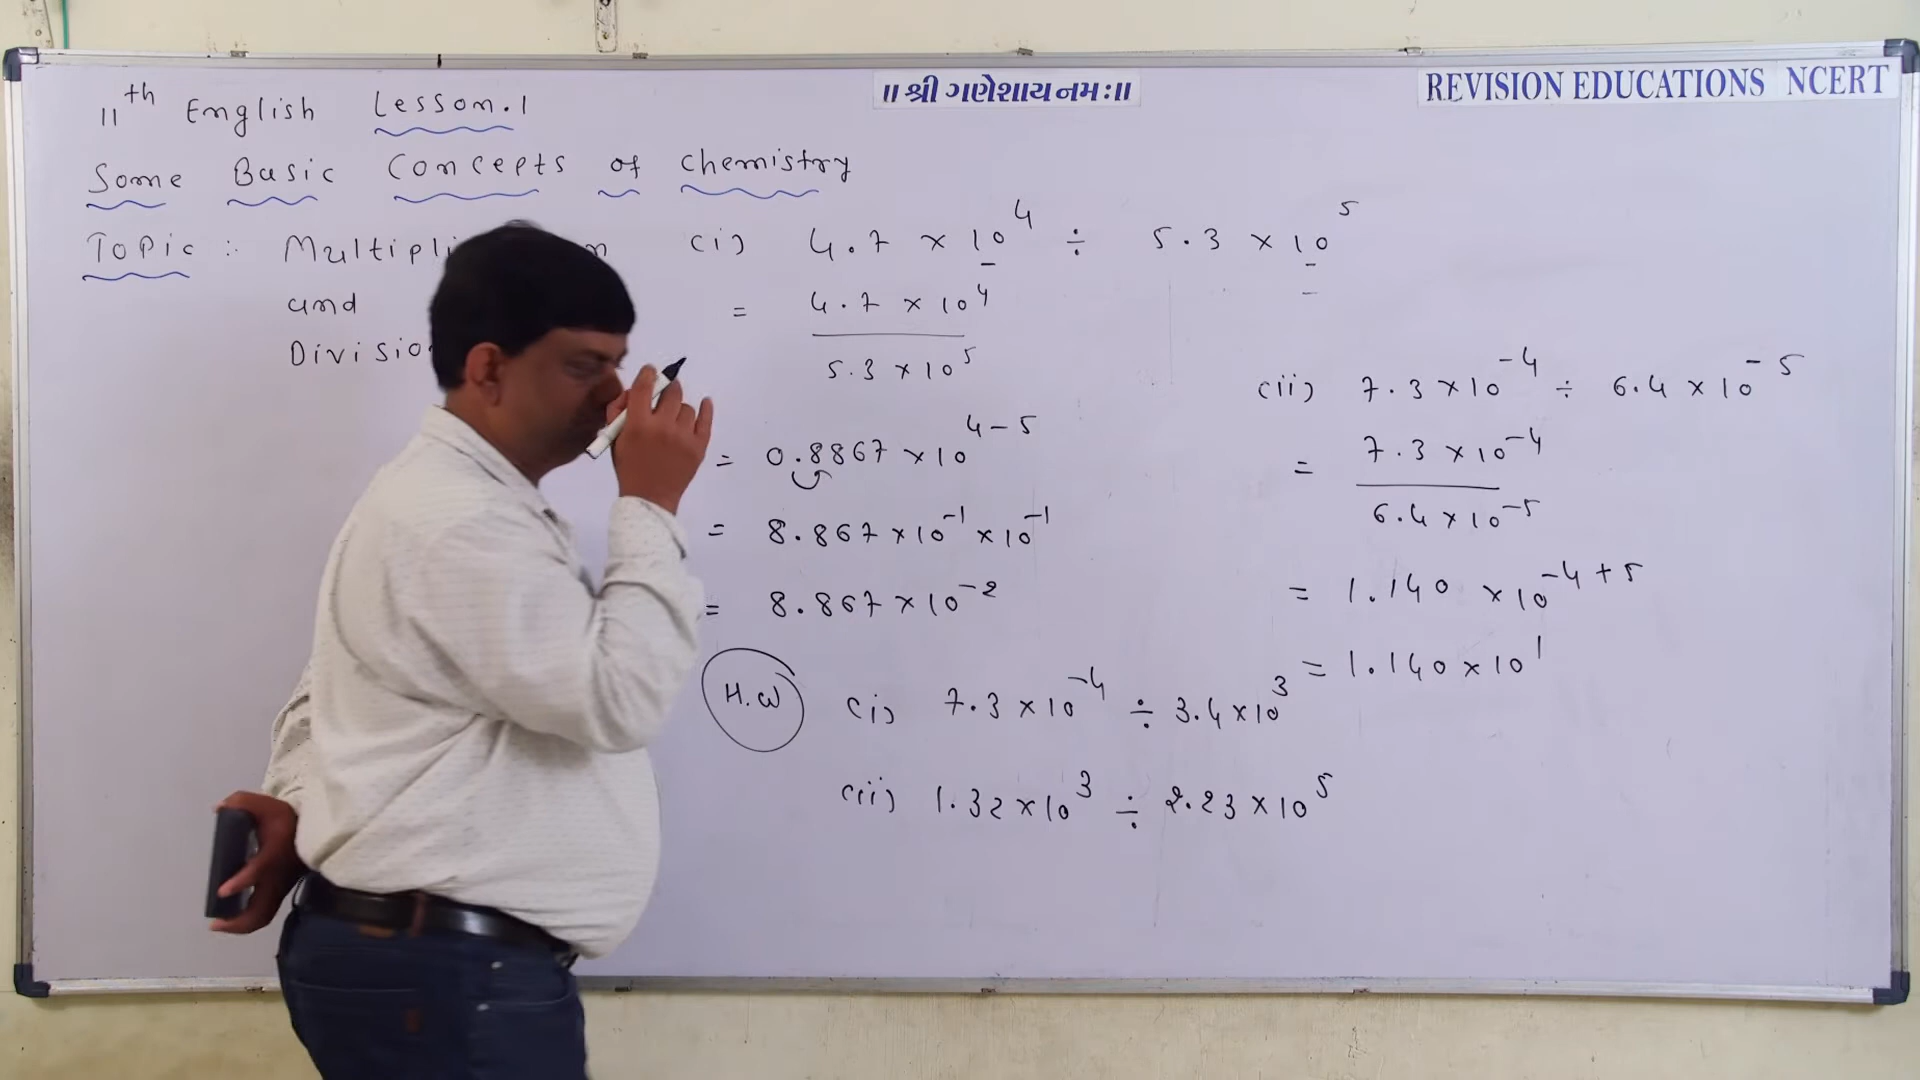 ॥ श्री ગણેશાય નમઃ॥
REVISION EDUCATIONS NCERT
11th English Lesson.1
Some Basic Concepts of Chemistry
Topic :
and
(i) 4.7 × 10^4 ÷ 5.3 × 10^5
= 4.7 × 10^4
5.3 × 10^5
= 0.8867 × 10^4-5
= 8.867 × 10^-1 × 10^-1
= 8.867 × 10^-2
(ii) 7.3 × 10^-4 ÷ 6.4 × 10^-5
= 7.3 × 10^-4
6.4 × 10^-5
= 1.140 × 10^-4+5
= 1.140 × 10^1
H.W (i) 7.3 × 10^-4 ÷ 3.4 × 10^3
(ii) 1.32 × 10^3 ÷ 2.23 × 10^5